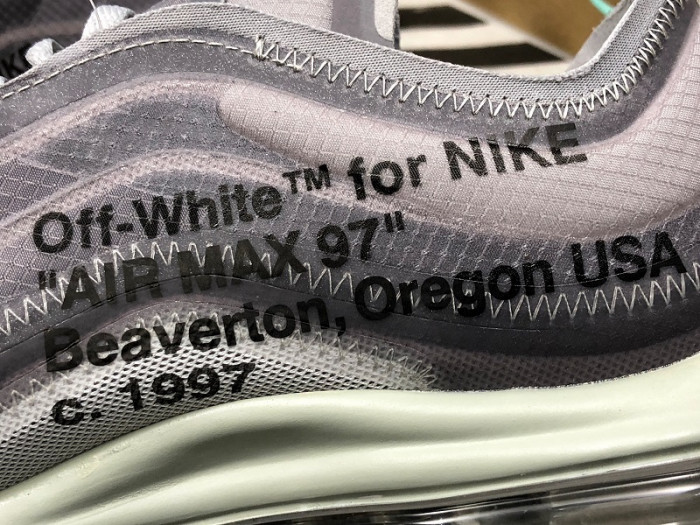 Off-White™ for NIKE
"AIR MAX 97"
Beaverton, Oregon USA
c. 1997